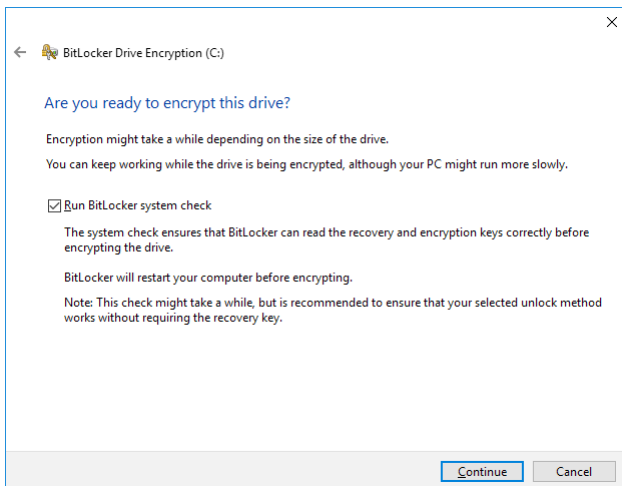 BitLocker Drive Encryption (C:)
Are you ready to encrypt this drive?
Encryption might take a while depending on the size of the drive.
You can keep working while the drive is being encrypted, although your PC might run more slowly.
Run BitLocker system check
The system check ensures that BitLocker can read the recovery and encryption keys correctly before
encrypting the drive.
BitLocker will restart your computer before encrypting.
Note: This check might take a while, but is recommended to ensure that your selected unlock method
works without requiring the recovery key.
Continue Cancel